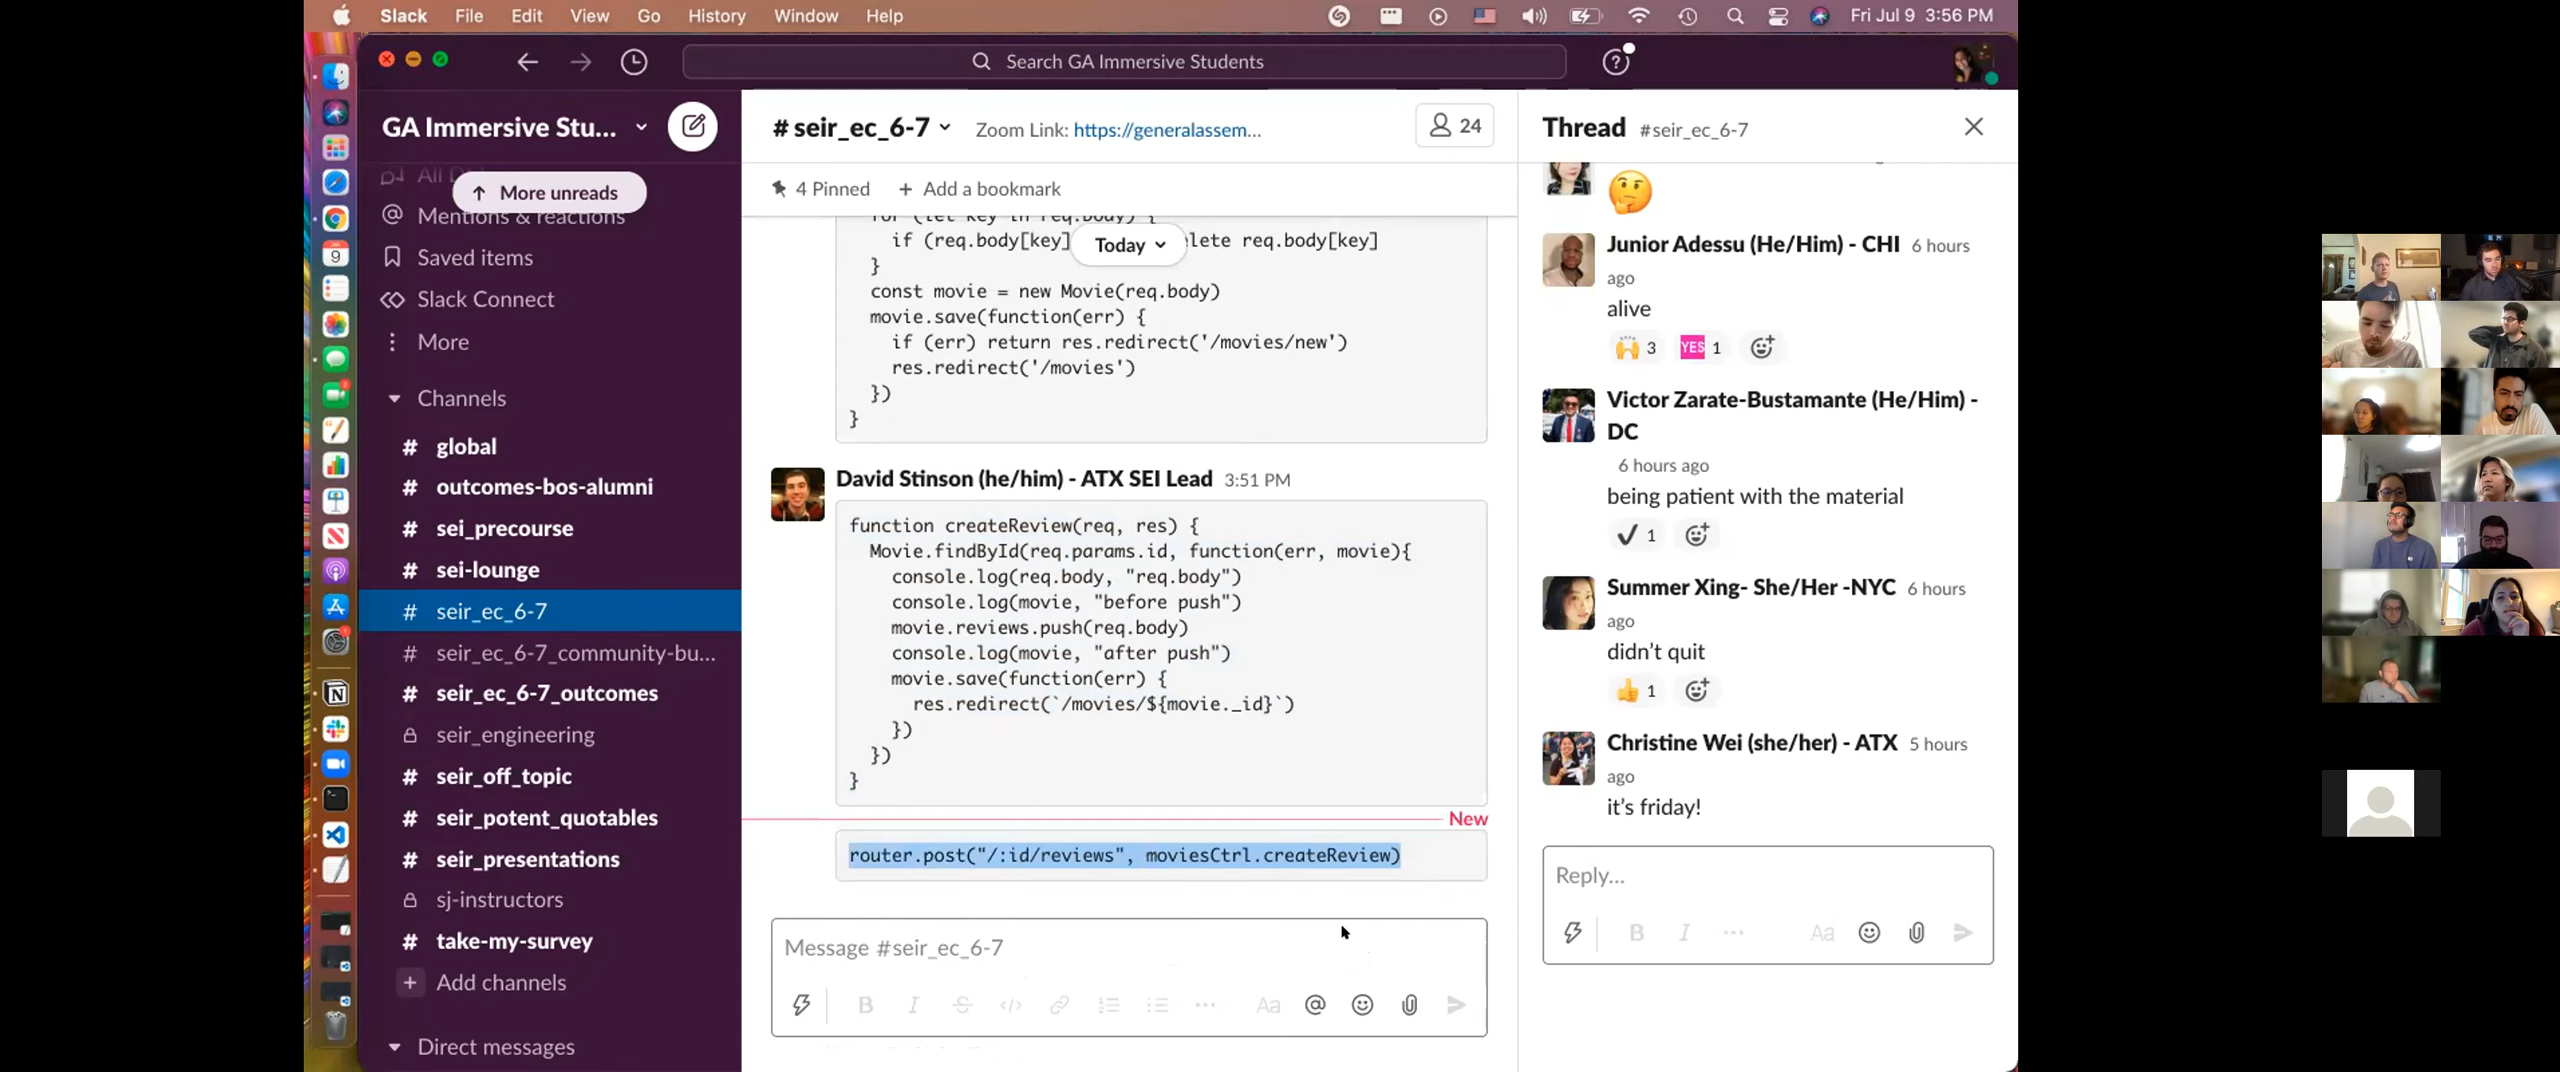 Slack File Edit View Go History Window Help Fri Jul 9 3:56 PM
Search GA Immersive Students
GA Immersive Stu...
More unreads
Mentions & reactions
Saved items
Slack Connect
More
Channels
# global
# outcomes-bos-alumni
# sei_precourse
# sei-lounge
# seir_ec_6-7
# seir_ec_6-7_community-bu...
# seir_ec_6-7_outcomes
seir_engineering
# seir_off_topic
# seir_potent_quotables
# seir_presentations
sj-instructors
# take-my-survey
+ Add channels
Direct messages
# seir_ec_6-7 Zoom Link: https://generalassem... 24
4 Pinned + Add a bookmark
Today
for (let key in req.body) {
if (req.body[key] lete req.body[key]
}
const movie = new Movie(req.body)
movie.save(function(err) {
if (err) return res.redirect('/movies/new')
res.redirect('/movies')
})
}
David Stinson (he/him) - ATX SEI Lead 3:51 PM
function createReview(req, res) {
Movie.findById(req.params.id, function(err, movie){
console.log(req.body, "req.body")
console.log(movie, "before push")
movie.reviews.push(req.body)
console.log(movie, "after push")
movie.save(function(err) {
res.redirect(`/movies/${movie._id}`)
})
})
}
New
router.post("/:id/reviews", moviesCtrl.createReview)
Message #seir_ec_6-7
B I S </> Aa @
Thread #seir_ec_6-7
Junior Adessu (He/Him) - CHI 6 hours
ago
alive
3 YES 1
Victor Zarate-Bustamante (He/Him) -
DC
6 hours ago
being patient with the material
1
Summer Xing- She/Her -NYC 6 hours
ago
didn't quit
1
Christine Wei (she/her) - ATX 5 hours
ago
it's friday!
Reply...
B I Aa